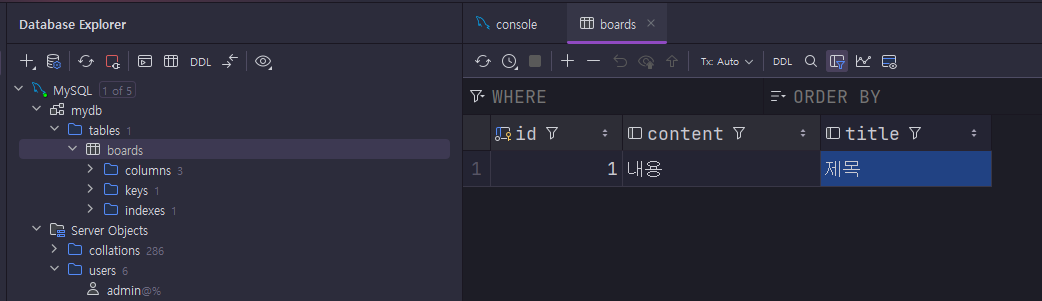 Database Explorer
console
boards
DDL
Tx: Auto
DDL
MySQL 1 of 5
mydb
tables 1
boards
columns 3
keys 1
indexes 1
Server Objects
collations 286
users 6
admin@%
WHERE
ORDER BY
id
content
title
1
1
내용
제목